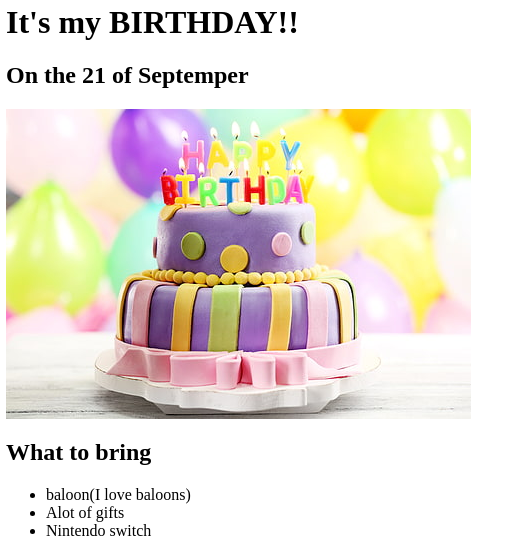 It's my BIRTHDAY!!
On the 21 of Septemper
HAPPY
BIRTHDAY
What to bring
baloon(I love baloons)
Alot of gifts
Nintendo switch